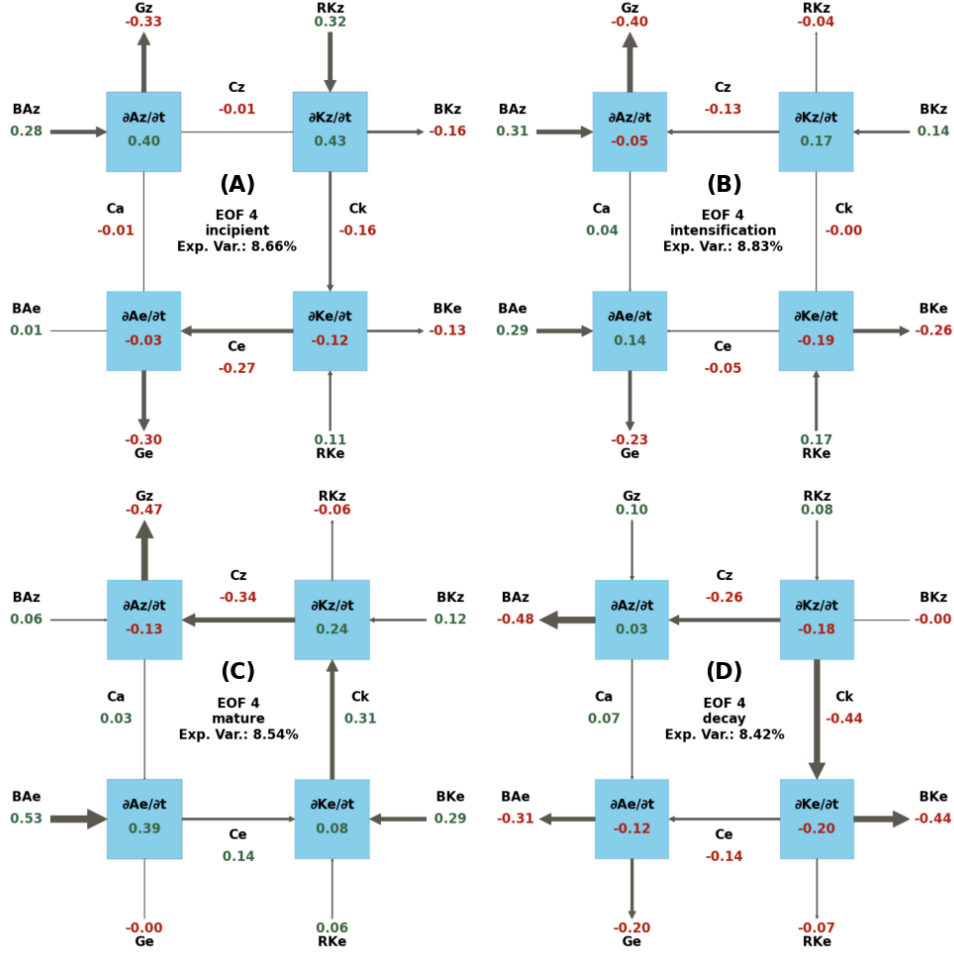 Gz
-0.33
RKz
0.32
BAz
0.28
∂Az/∂t
0.40
Cz
-0.01
∂Kz/∂t
0.43
BKz
-0.16
Ca
-0.01
(A)
EOF 4
incipient
Exp. Var.: 8.66%
Ck
-0.16
BAe
0.01
∂Ae/∂t
-0.03
Ce
-0.27
∂Ke/∂t
-0.12
BKe
-0.13
-0.30
Ge
0.11
RKe
Gz
-0.40
RKz
-0.04
BAz
0.31
∂Az/∂t
-0.05
Cz
-0.13
∂Kz/∂t
0.17
BKz
0.14
Ca
0.04
(B)
EOF 4
intensification
Exp. Var.: 8.83%
Ck
-0.00
BAe
0.29
∂Ae/∂t
0.14
Ce
-0.05
∂Ke/∂t
-0.19
BKe
-0.26
-0.23
Ge
0.17
RKe
Gz
-0.47
RKz
-0.06
BAz
0.06
∂Az/∂t
-0.13
Cz
-0.34
∂Kz/∂t
0.24
BKz
0.12
Ca
0.03
(C)
EOF 4
mature
Exp. Var.: 8.54%
Ck
0.31
BAe
0.53
∂Ae/∂t
0.39
Ce
0.14
∂Ke/∂t
0.08
BKe
0.29
-0.00
Ge
0.06
RKe
Gz
0.10
RKz
0.08
BAz
-0.48
∂Az/∂t
0.03
Cz
-0.26
∂Kz/∂t
-0.18
BKz
-0.00
Ca
0.07
(D)
EOF 4
decay
Exp. Var.: 8.42%
Ck
-0.44
BAe
-0.31
∂Ae/∂t
-0.12
Ce
-0.14
∂Ke/∂t
-0.20
BKe
-0.44
-0.20
Ge
-0.07
RKe